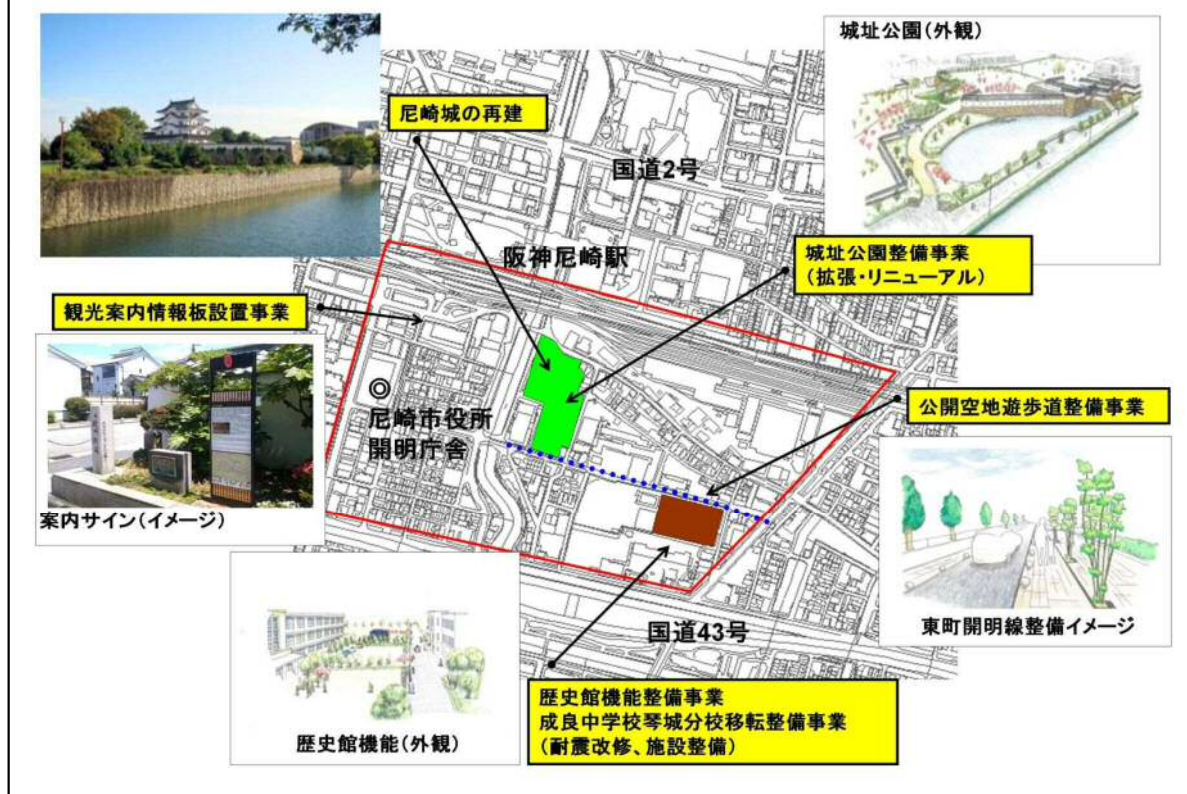 城址公園（外観）
尼崎城の再建
国道2号
阪神尼崎駅
城址公園整備事業
（拡張・リニューアル）
観光案内情報板設置事業
尼崎市役所
開明庁舎
公開空地遊歩道整備事業
案内サイン（イメージ）
国道43号
東町開明線整備イメージ
歴史館機能（外観）
歴史館機能整備事業
成良中学校琴城分校移転整備事業
（耐震改修、施設整備）